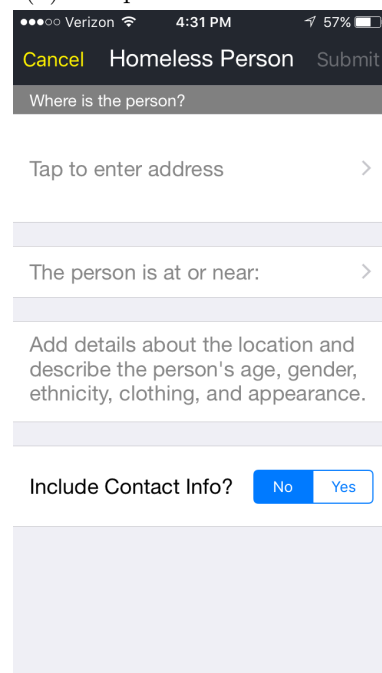 Verizon 4:31 PM 57%
Cancel Homeless Person Submit
Where is the person?
Tap to enter address
The person is at or near:
Add details about the location and
describe the person's age, gender,
ethnicity, clothing, and appearance.
Include Contact Info? No Yes